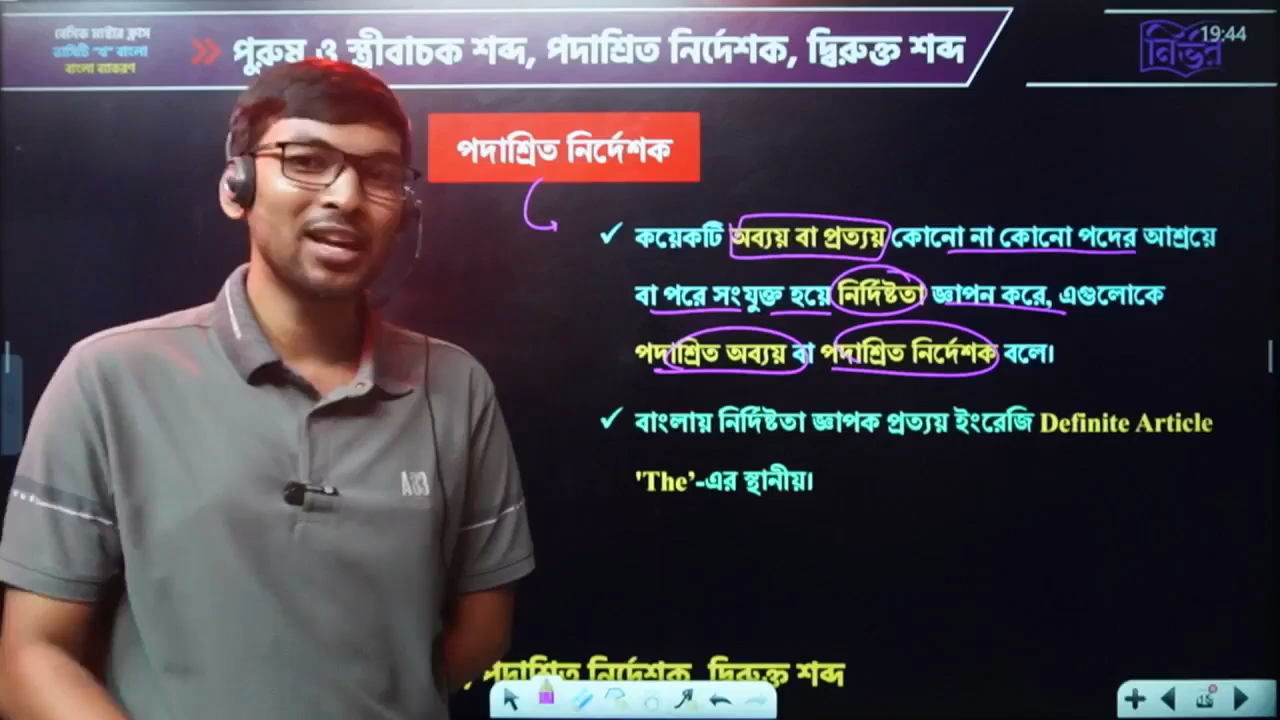 বেসিক মাস্টার ক্লাস
ভার্সিটি "খ" বাংলা
বাংলা ব্যাকরণ
পুরুষ ও স্ত্রীবাচক শব্দ, পদাশ্রিত নির্দেশক, দ্বিরুক্ত শব্দ
নির্ভর
19:44
পদাশ্রিত নির্দেশক
✓ কয়েকটি অব্যয় বা প্রত্যয় কোনো না কোনো পদের আশ্রয়ে
বা পরে সংযুক্ত হয়ে নির্দিষ্টতা জ্ঞাপন করে, এগুলোকে
পদাশ্রিত অব্যয় বা পদাশ্রিত নির্দেশক বলে।
✓ বাংলায় নির্দিষ্টতা জ্ঞাপক প্রত্যয় ইংরেজি Definite Article
'The’-এর স্থানীয়।
A83
, পদাশ্রিত নির্দেশক, দ্বিরুক্ত শব্দ